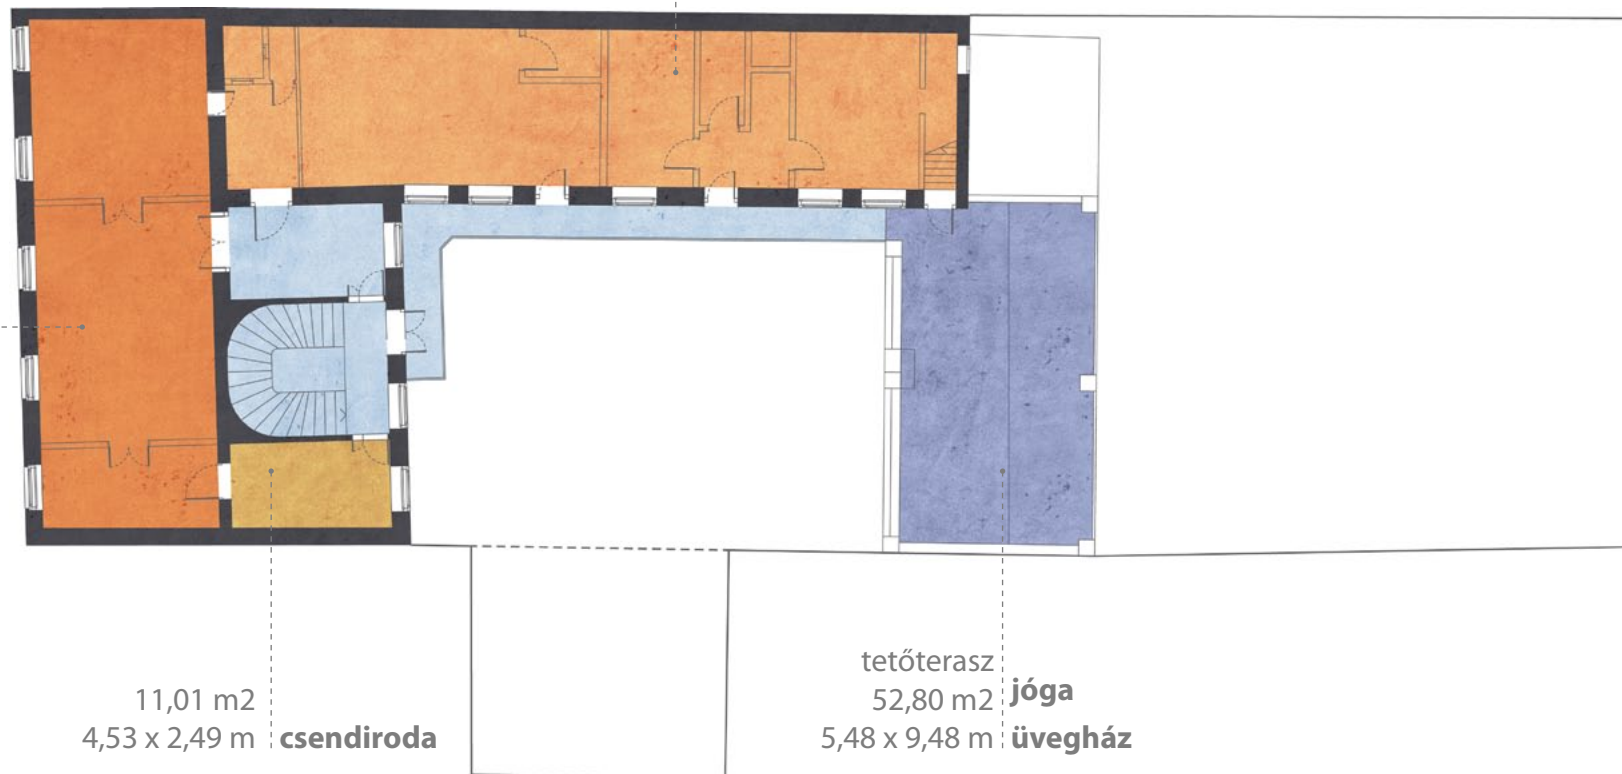 11,01 m2
4,53 x 2,49 m csendiroda
tetőterasz
52,80 m2 jóga
5,48 x 9,48 m üvegház